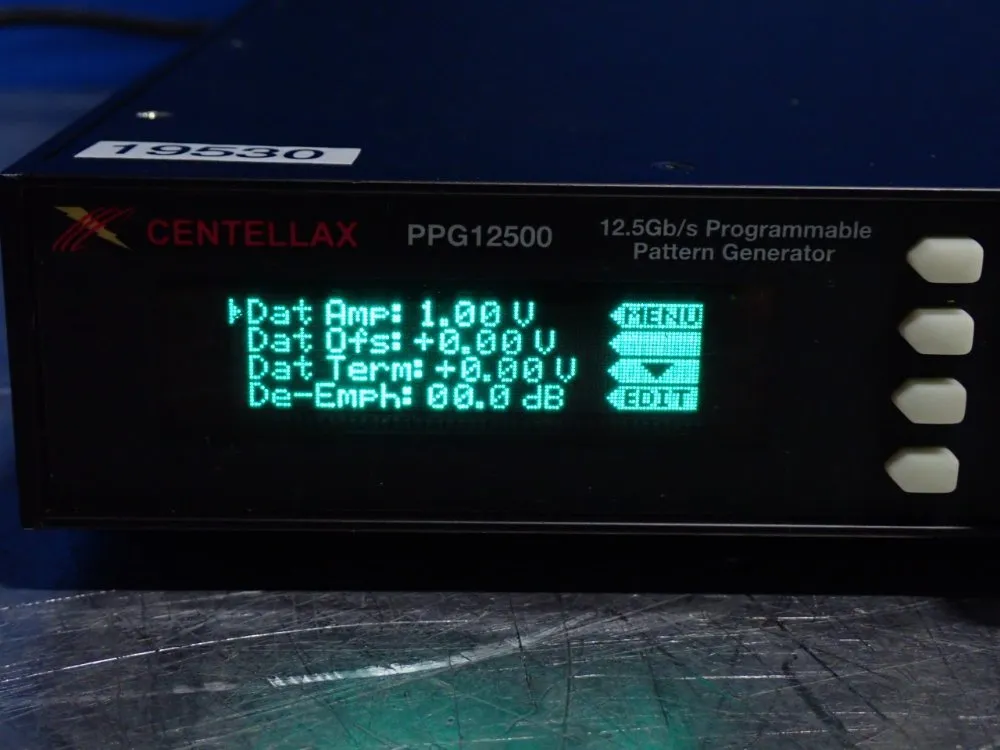 19530
CENTELLAX
PPG12500
12.5Gb/s Programmable
Pattern Generator
Dat Amp: 1.00 V
MENU
Dat Ofs: +0.00 V
Dat Term: +0.00 V
De-Emph: 00.0 dB
EDIT